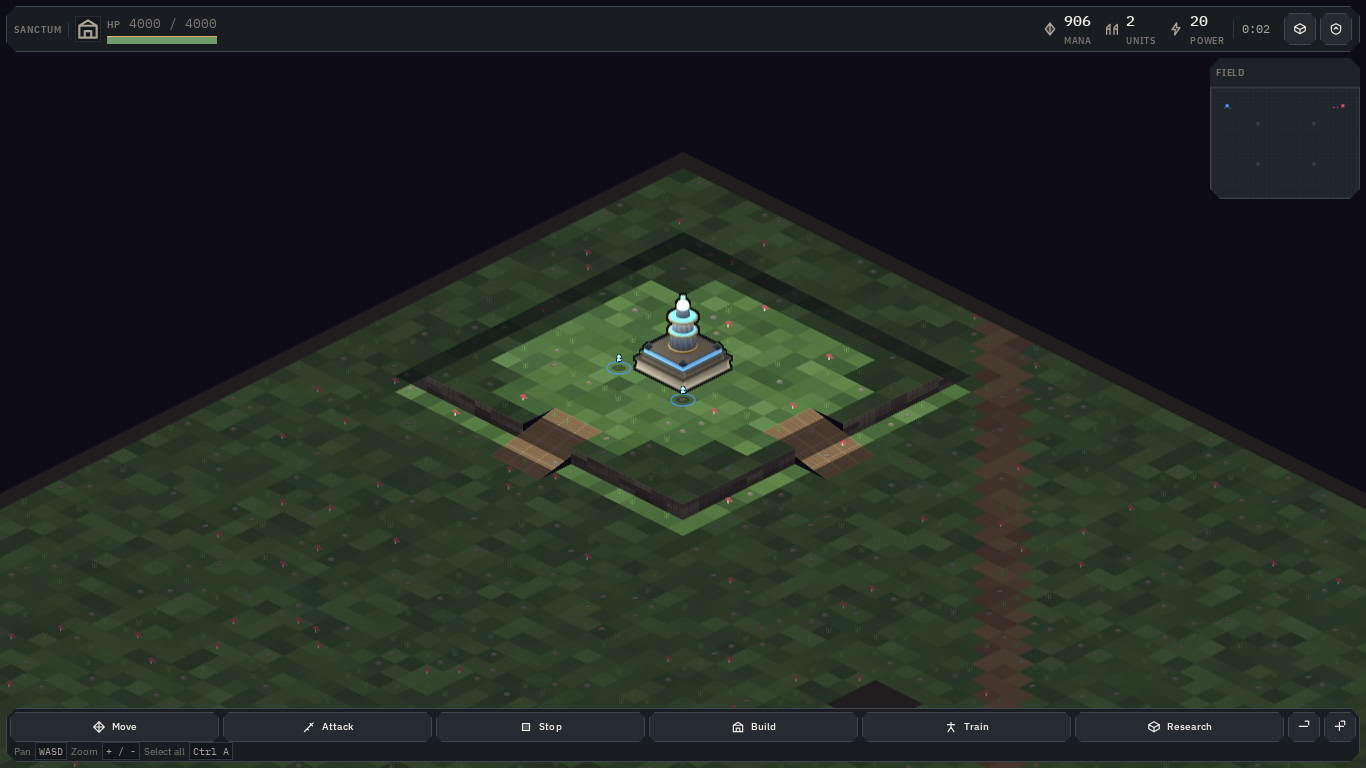 SANCTUM HP 4000 / 4000 906 MANA 2 UNITS 20 POWER 0:02
FIELD
Move Attack Stop Build Train Research
Pan WASD Zoom + / - Select all Ctrl A